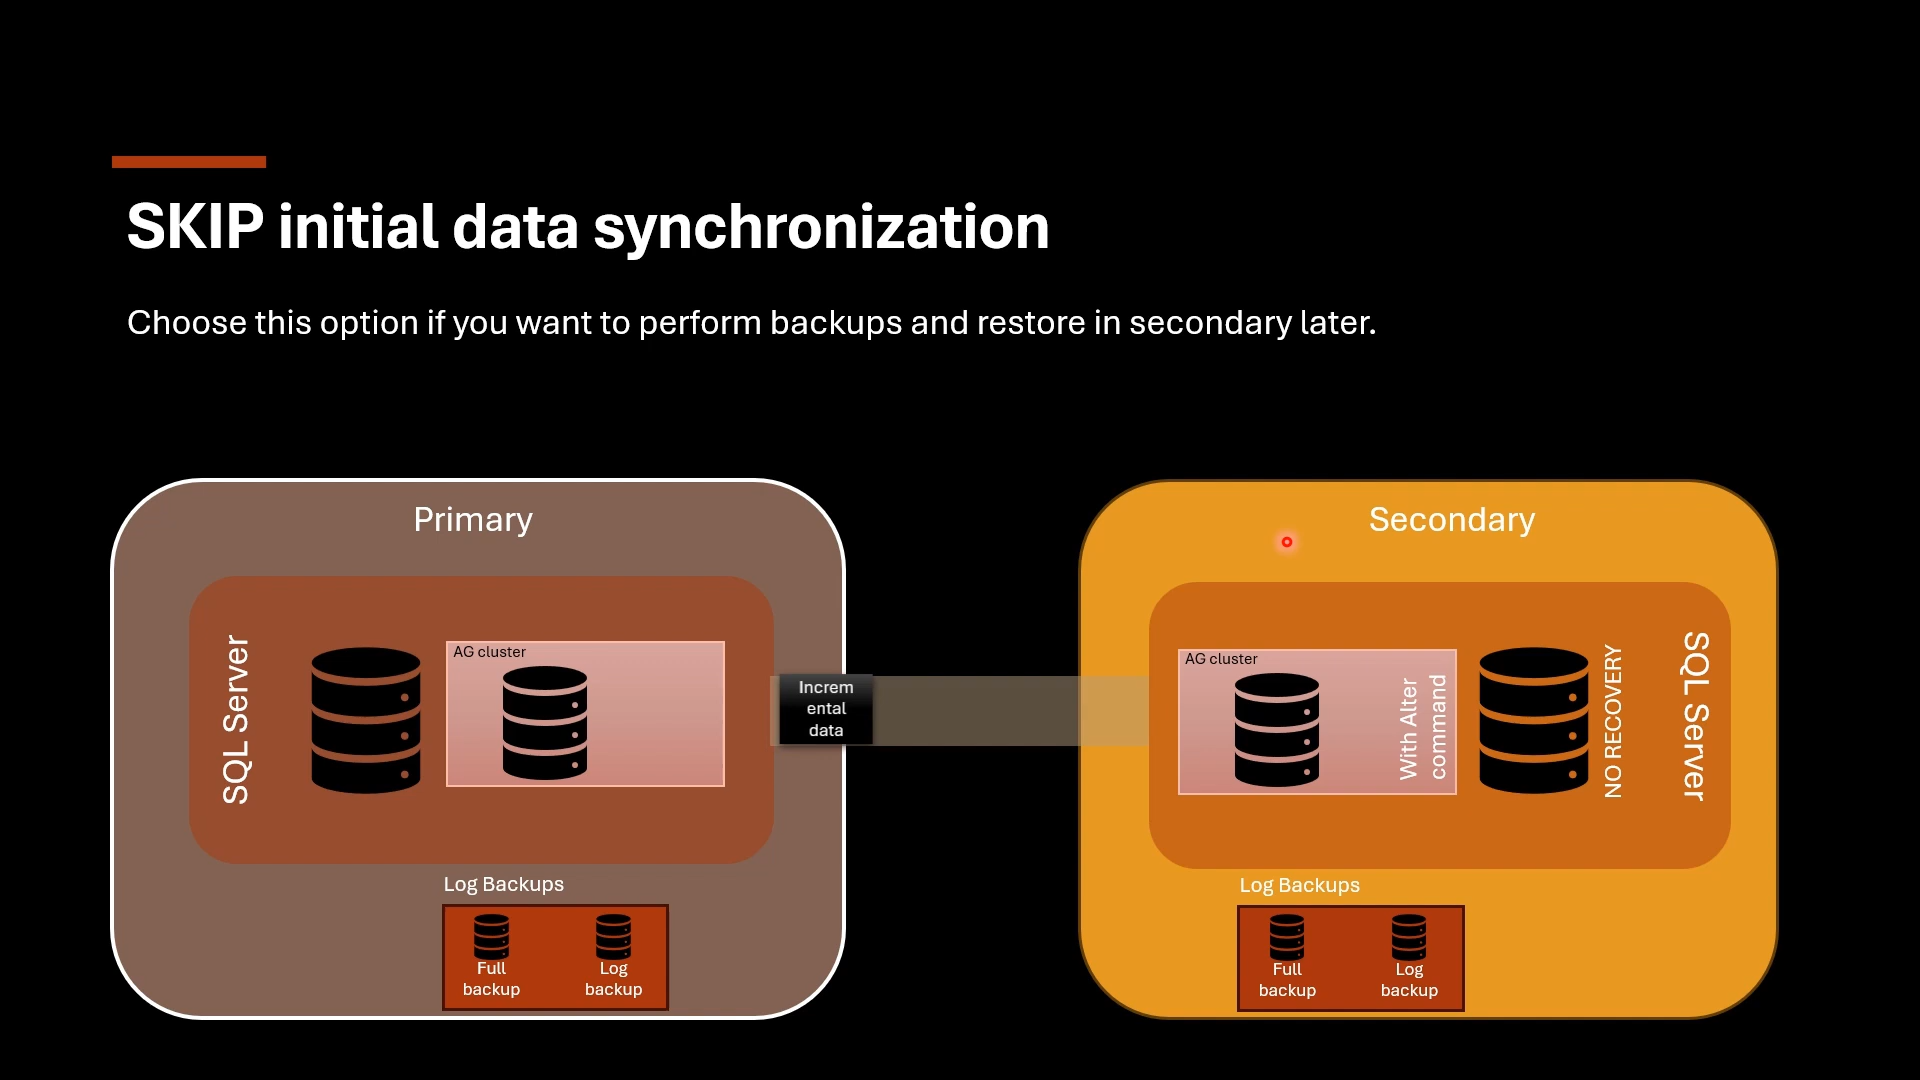 SKIP initial data synchronization
Choose this option if you want to perform backups and restore in secondary later.
Primary
SQL Server
AG cluster
Log Backups
Full
backup
Log
backup
Increm
ental
data
Secondary
AG cluster
With Alter
command
NO RECOVERY
SQL Server
Log Backups
Full
backup
Log
backup